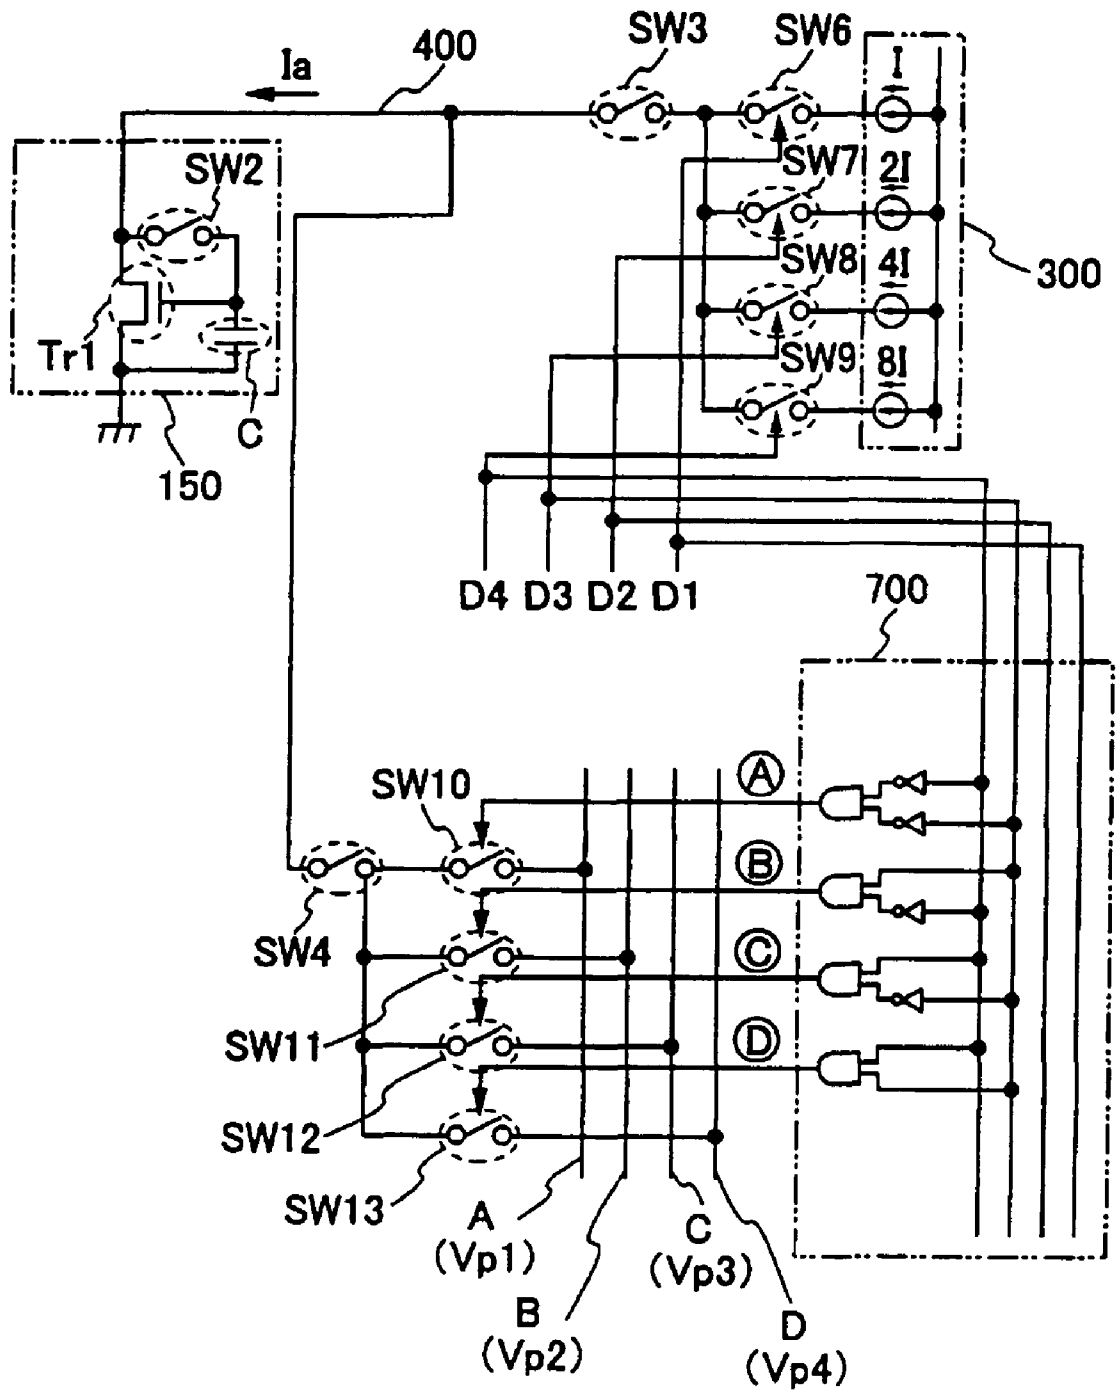 SW3
SW6
I
400
Ia
SW2
SW7
2I
300
SW8
4I
Tr1
C
SW9
8I
150
D4 D3 D2 D1
700
SW10
Ⓐ
Ⓑ
SW4
Ⓒ
SW11
Ⓓ
SW12
SW13
A
(Vp1)
C
(Vp3)
B
(Vp2)
D
(Vp4)